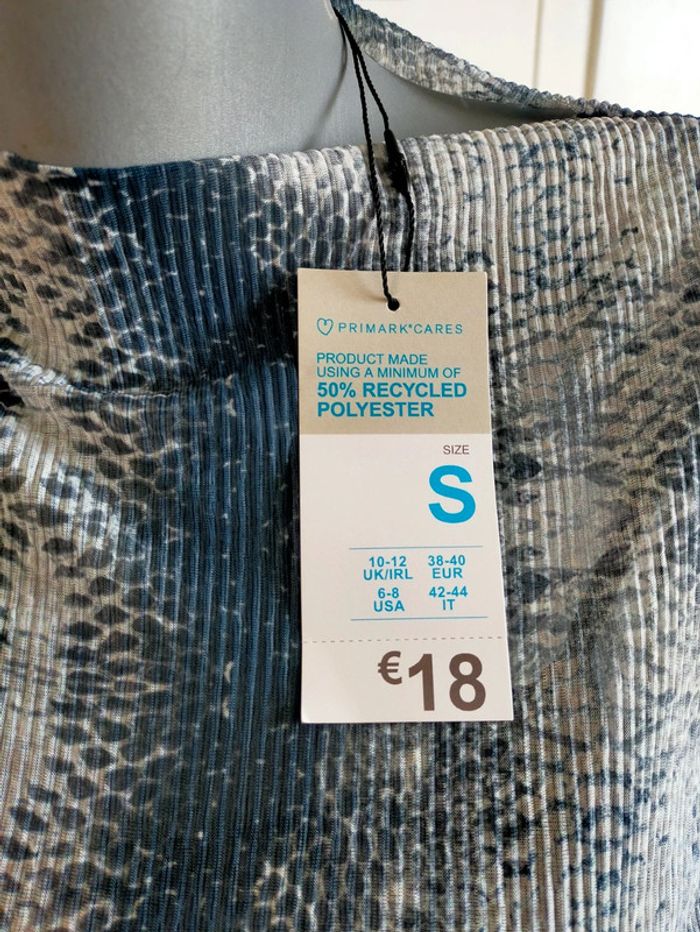 PRIMARK®CARES
PRODUCT MADE
USING A MINIMUM OF
50% RECYCLED
POLYESTER
SIZE
S
10-12 38-40
UK/IRL EUR
6-8 42-44
USA IT
€18